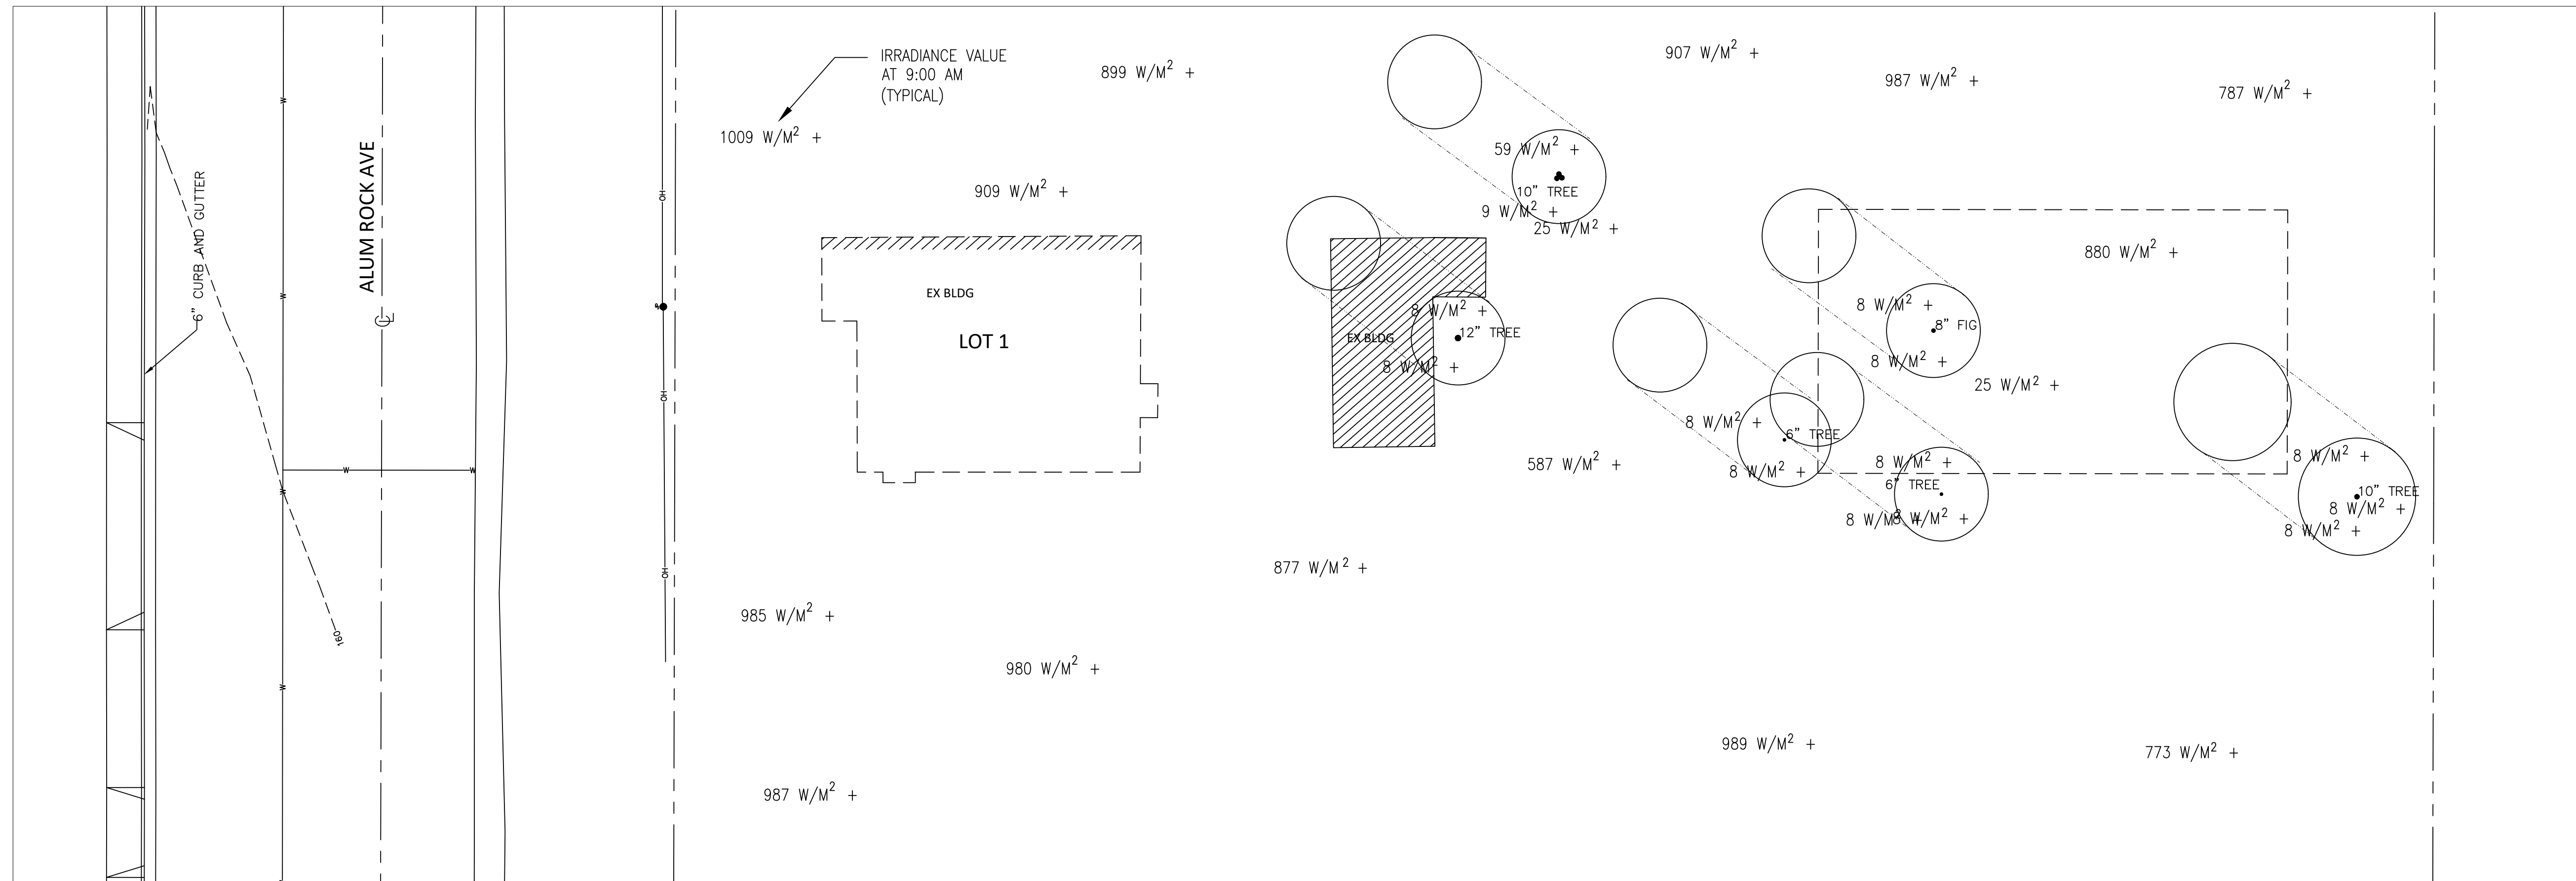 IRRADIANCE VALUE
AT 9:00 AM
(TYPICAL)
899 W/M² +
907 W/M² +
987 W/M² +
787 W/M² +
1009 W/M² +
59 W/M² +
909 W/M² +
10" TREE
9 W/M² +
25 W/M² +
6" CURB AND GUTTER
ALUM ROCK AVE
880 W/M² +
EX BLDG
LOT 1
EX BLDG
8 W/M² +
12" TREE
8 W/M² +
8 W/M² +
8" FIG
8 W/M² +
25 W/M² +
8 W/M² +
6" TREE
8 W/M² +
8 W/M² +
6" TREE
8 W/M² +
8 W/M² +
8 W/M² +
10" TREE
8 W/M² +
8 W/M² +
587 W/M² +
877 W/M² +
985 W/M² +
980 W/M² +
989 W/M² +
773 W/M² +
987 W/M² +
160
W
W
W
W
W
W
OH
OH
OH